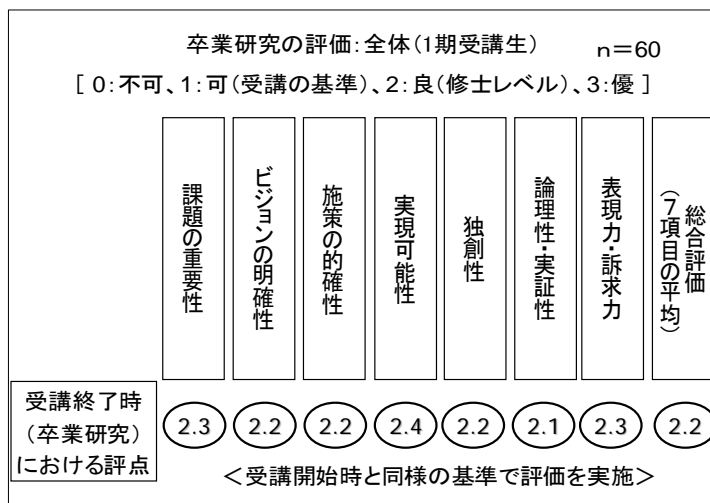 卒業研究の評価:全体(1期受講生) n=60
[ 0:不可、1:可(受講の基準)、2:良(修士レベル)、3:優 ]
課題の重要性
ビジョンの明確性
施策の的確性
実現可能性
独創性
論理性・実証性
表現力・訴求力
総合評価
(7項目の平均)
受講終了時
(卒業研究)
における評点
2.3 2.2 2.2 2.4 2.2 2.1 2.3 2.2
<受講開始時と同様の基準で評価を実施>